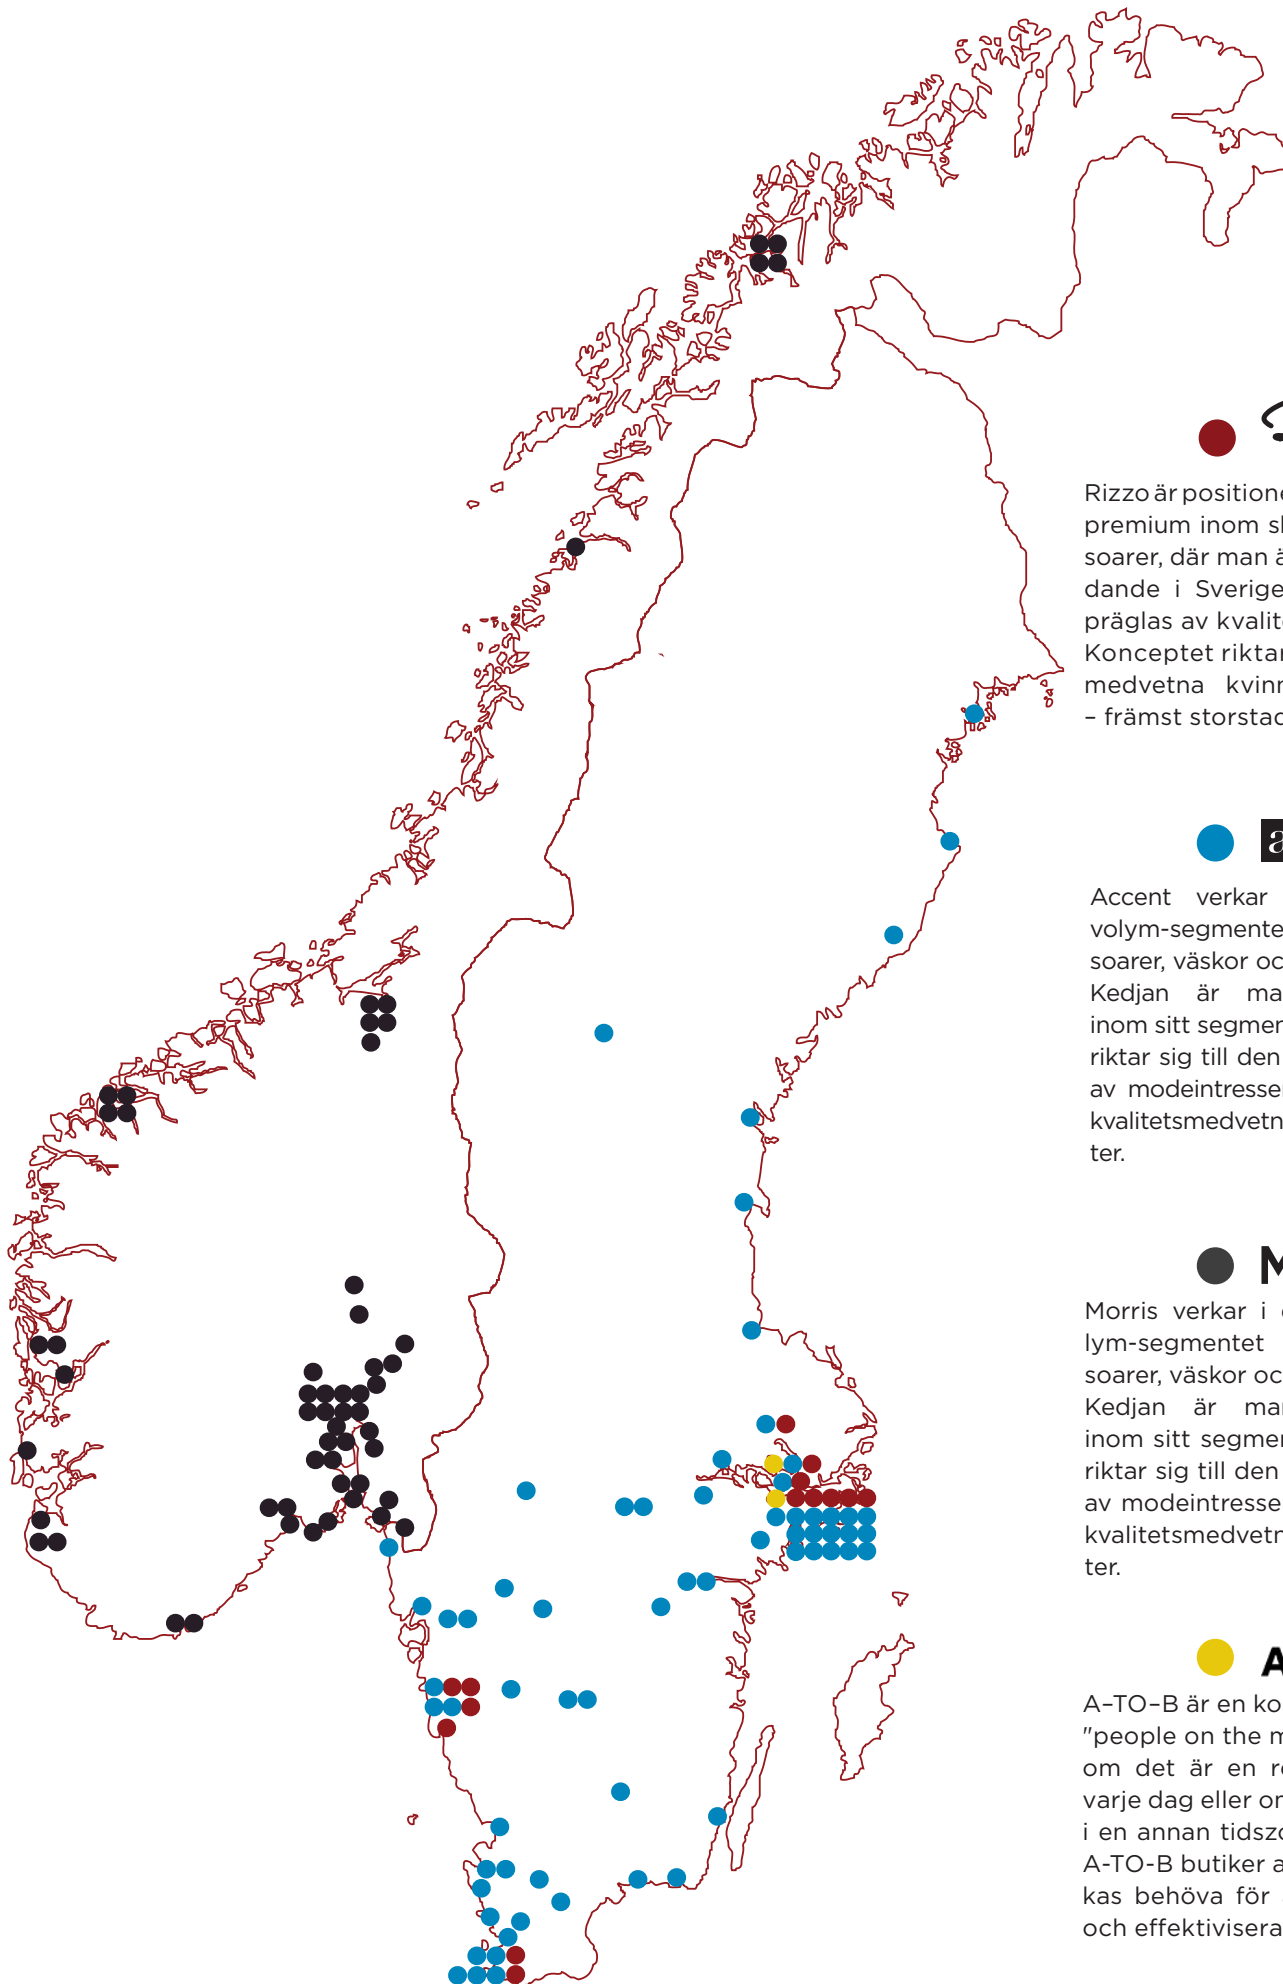 Rizzo är positione
premium inom sk
soarer, där man ä
dande i Sverige
präglas av kvalite
Konceptet riktar
medvetna kvinn
– främst storstad
a
Accent verkar
volym-segmente
soarer, väskor oc
Kedjan är ma
inom sitt segmen
riktar sig till den
av modeintresser
kvalitetsmedvetn
ter.
M
Morris verkar i
lym-segmentet
soarer, väskor oc
Kedjan är mar
inom sitt segmen
riktar sig till den
av modeintresse
kvalitetsmedvetn
ter.
A
A–TO–B är en ko
"people on the m
om det är en re
varje dag eller or
i en annan tidszo
A-TO-B butiker a
kas behöva för
och effektivisera